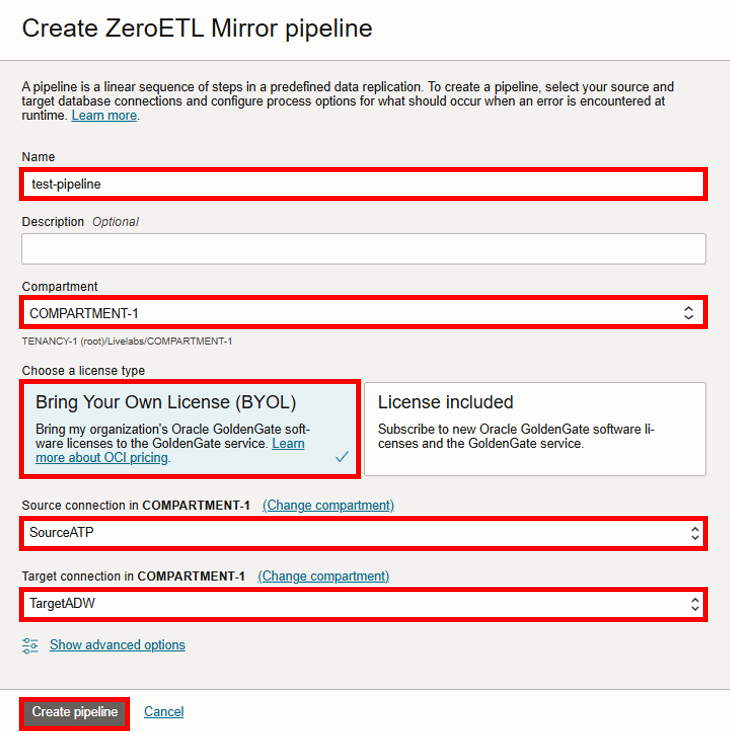 Create ZeroETL Mirror pipeline
A pipeline is a linear sequence of steps in a predefined data replication. To create a pipeline, select your source and
target database connections and configure process options for what should occur when an error is encountered at
runtime. Learn more.
Name
test-pipeline
Description Optional
Compartment
COMPARTMENT-1
TENANCY-1 (root)/Livelabs/COMPARTMENT-1
Choose a license type
Bring Your Own License (BYOL)
Bring my organization's Oracle GoldenGate soft-
ware licenses to the GoldenGate service. Learn
more about OCI pricing.
License included
Subscribe to new Oracle GoldenGate software li-
censes and the GoldenGate service.
Source connection in COMPARTMENT-1 (Change compartment)
SourceATP
Target connection in COMPARTMENT-1 (Change compartment)
TargetADW
Show advanced options
Create pipeline Cancel